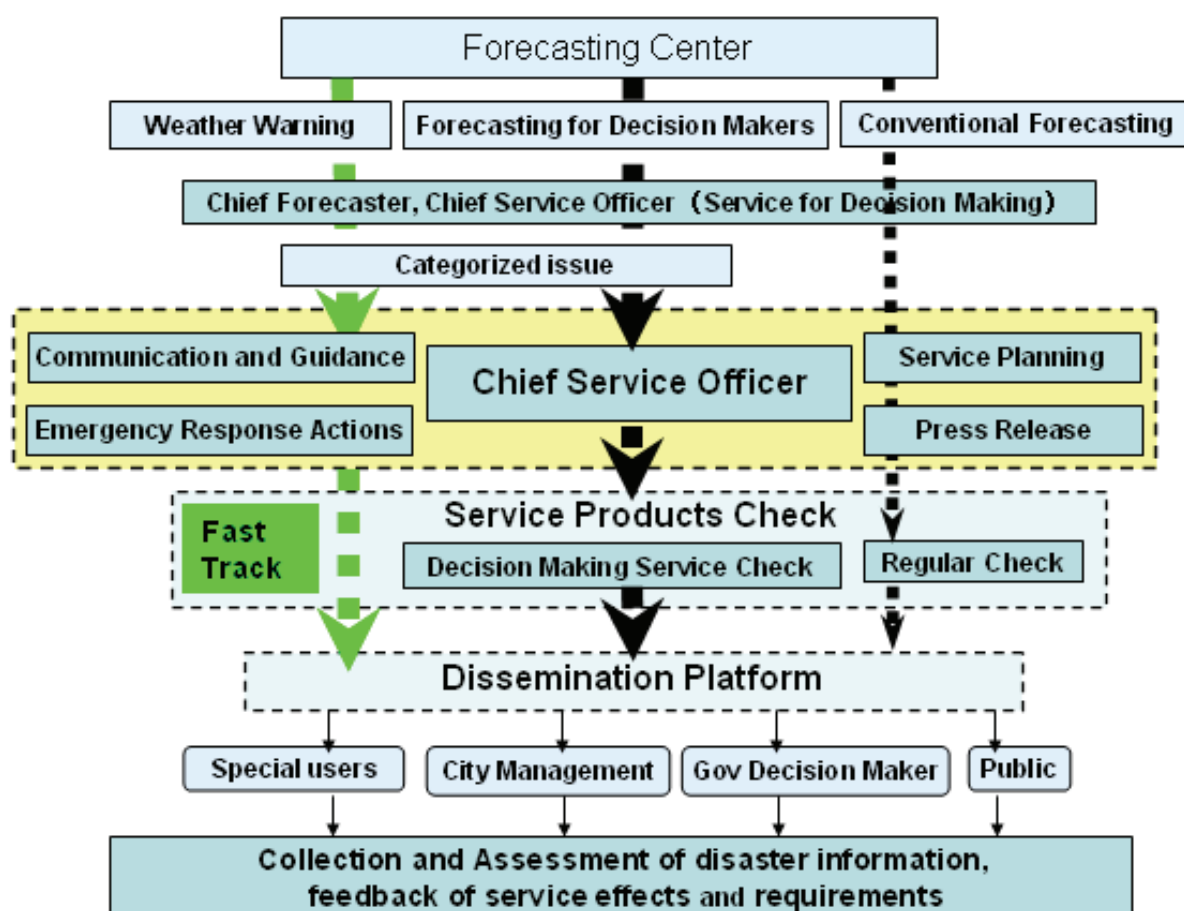 Forecasting Center
Weather Warning
Forecasting for Decision Makers
Conventional Forecasting
Chief Forecaster, Chief Service Officer (Service for Decision Making)
Categorized issue
Communication and Guidance
Chief Service Officer
Service Planning
Emergency Response Actions
Press Release
Service Products Check
Fast
Track
Decision Making Service Check
Regular Check
Dissemination Platform
Special users
City Management
Gov Decision Maker
Public
Collection and Assessment of disaster information,
feedback of service effects and requirements